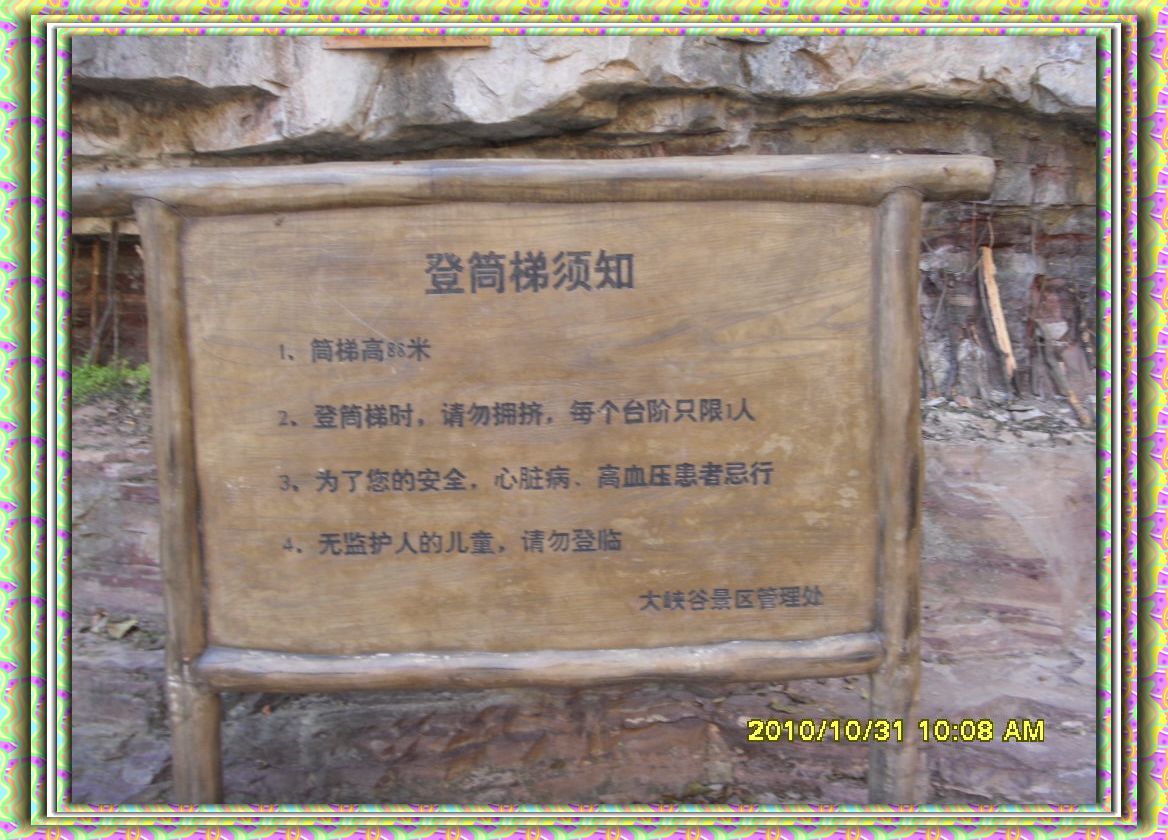 登筒梯须知
1、筒梯高88米
2、登筒梯时，请勿拥挤，每个台阶只限1人
3、为了您的安全，心脏病、高血压患者忌行
4、无监护人的儿童，请勿登临
大峡谷景区管理处
2010/10/31 10:08 AM